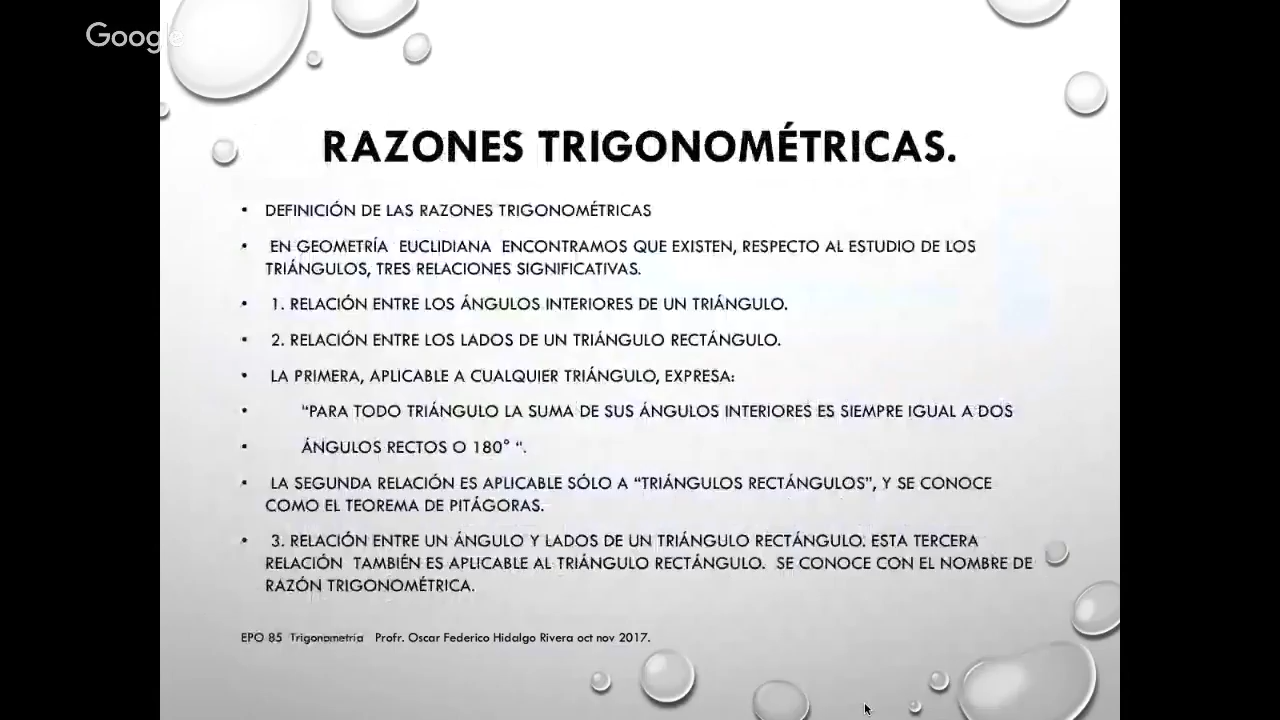 Google
RAZONES TRIGONOMÉTRICAS.
• DEFINICIÓN DE LAS RAZONES TRIGONOMÉTRICAS
• EN GEOMETRÍA EUCLIDIANA ENCONTRAMOS QUE EXISTEN, RESPECTO AL ESTUDIO DE LOS
TRIÁNGULOS, TRES RELACIONES SIGNIFICATIVAS.
• 1. RELACIÓN ENTRE LOS ÁNGULOS INTERIORES DE UN TRIÁNGULO.
• 2. RELACIÓN ENTRE LOS LADOS DE UN TRIÁNGULO RECTÁNGULO.
• LA PRIMERA, APLICABLE A CUALQUIER TRIÁNGULO, EXPRESA:
• “PARA TODO TRIÁNGULO LA SUMA DE SUS ÁNGULOS INTERIORES ES SIEMPRE IGUAL A DOS
• ÁNGULOS RECTOS O 180° “.
• LA SEGUNDA RELACIÓN ES APLICABLE SÓLO A “TRIÁNGULOS RECTÁNGULOS”, Y SE CONOCE
COMO EL TEOREMA DE PITÁGORAS.
• 3. RELACIÓN ENTRE UN ÁNGULO Y LADOS DE UN TRIÁNGULO RECTÁNGULO. ESTA TERCERA
RELACIÓN TAMBIÉN ES APLICABLE AL TRIÁNGULO RECTÁNGULO. SE CONOCE CON EL NOMBRE DE
RAZÓN TRIGONOMÉTRICA.
EPO 85 Trigonometria Profr. Oscar Federico Hidalgo Rivera oct nov 2017.